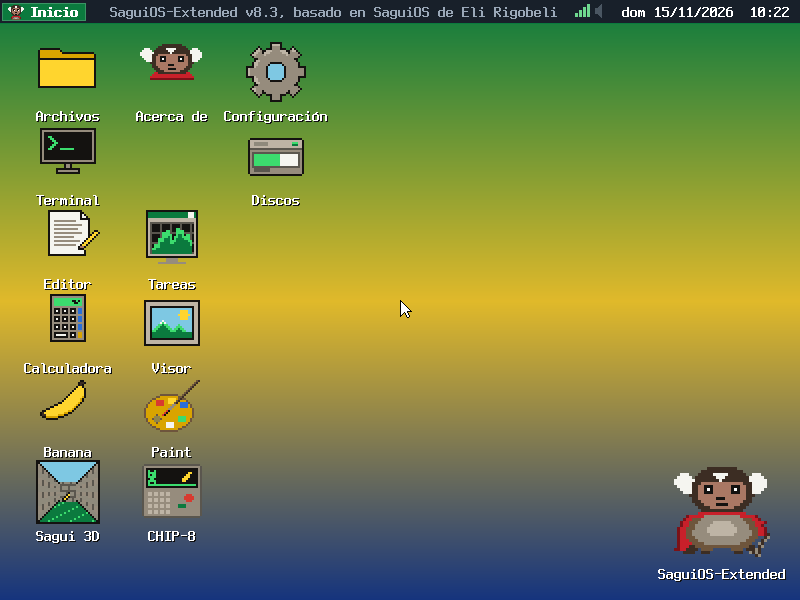 Inicio SaguiOS-Extended v8.3, basado en SaguiOS de Eli Rigobeli dom 15/11/2026 10:22
Archivos Acerca de Configuración
>_
Terminal Discos
Editor Tareas
Calculadora Visor
Banana Paint
Sagui 3D CHIP-8
SaguiOS-Extended